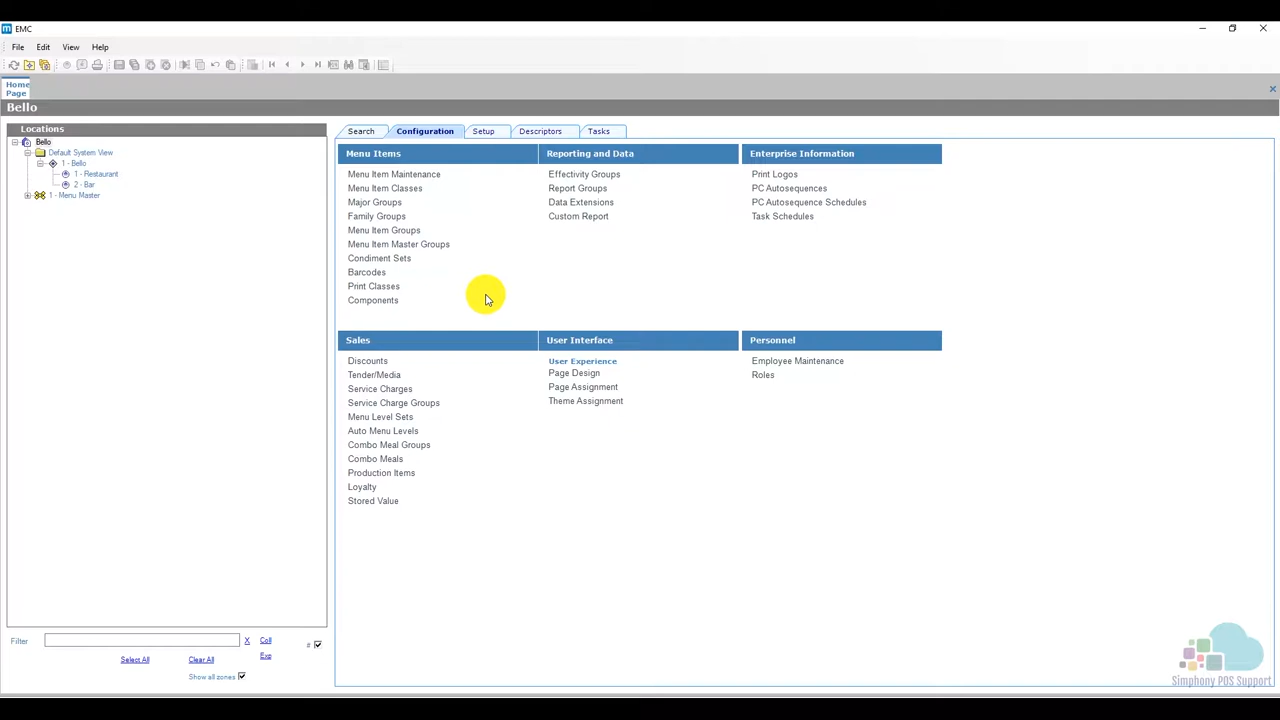 EMC
File Edit View Help
Home
Page
Bello
Locations
Bello
Default System View
1 - Bello
1 - Restaurant
2 - Bar
1 - Menu Master
Filter
X
Coll
Exp
#
Select All
Clear All
Show all zones
Search Configuration Setup Descriptors Tasks
Menu Items
Menu Item Maintenance
Menu Item Classes
Major Groups
Family Groups
Menu Item Groups
Menu Item Master Groups
Condiment Sets
Barcodes
Print Classes
Components
Reporting and Data
Effectivity Groups
Report Groups
Data Extensions
Custom Report
Enterprise Information
Print Logos
PC Autosequences
PC Autosequence Schedules
Task Schedules
Sales
Discounts
Tender/Media
Service Charges
Service Charge Groups
Menu Level Sets
Auto Menu Levels
Combo Meal Groups
Combo Meals
Production Items
Loyalty
Stored Value
User Interface
User Experience
Page Design
Page Assignment
Theme Assignment
Personnel
Employee Maintenance
Roles
Simphony POS Support